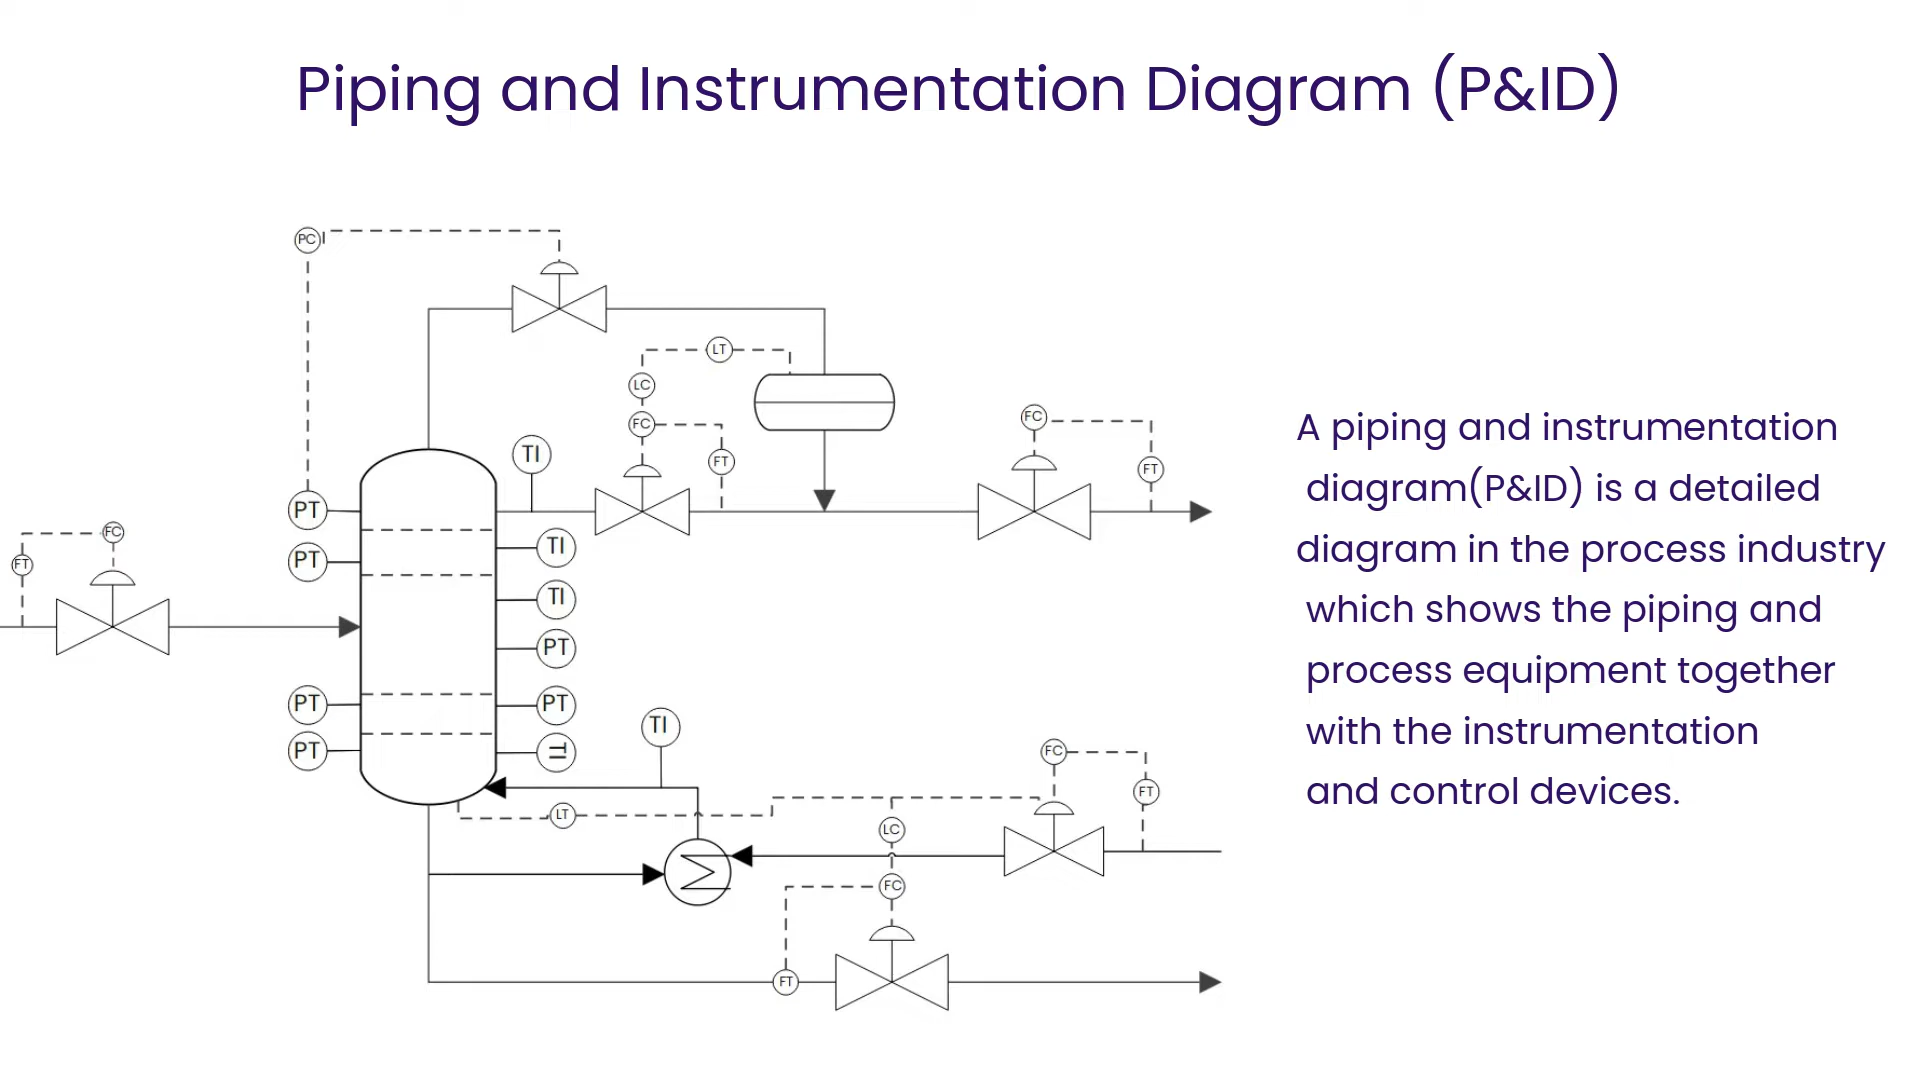 Piping and Instrumentation Diagram (P&ID)
PC
LT
LC
FC
FC
TI
FT
FT
PT
FC
TI
PT
FT
TI
PT
PT
PT
TI
FC
PT
TI
FT
LT
LC
FC
FT
A piping and instrumentation
diagram(P&ID) is a detailed
diagram in the process industry
which shows the piping and
process equipment together
with the instrumentation
and control devices.